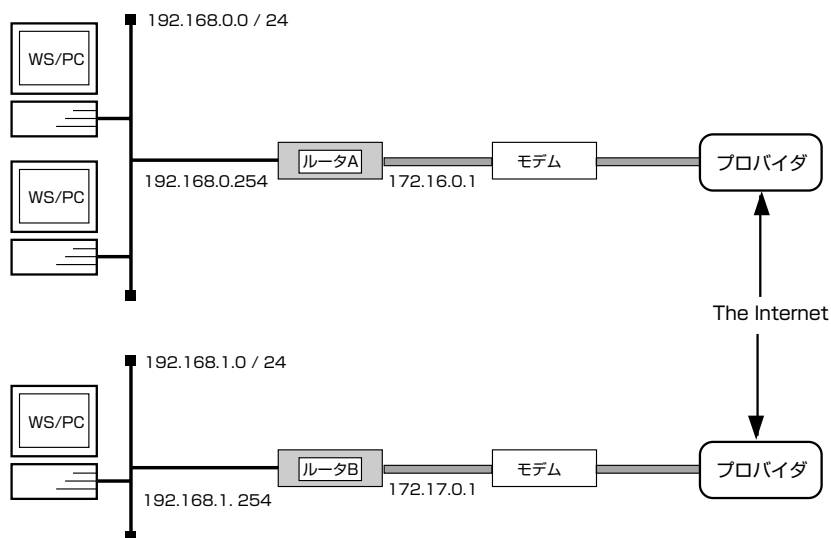 192.168.0.0 / 24
WS/PC
ルータA
モデム
プロバイダ
192.168.0.254
172.16.0.1
WS/PC
The Internet
192.168.1.0 / 24
WS/PC
ルータB
モデム
プロバイダ
192.168.1. 254
172.17.0.1